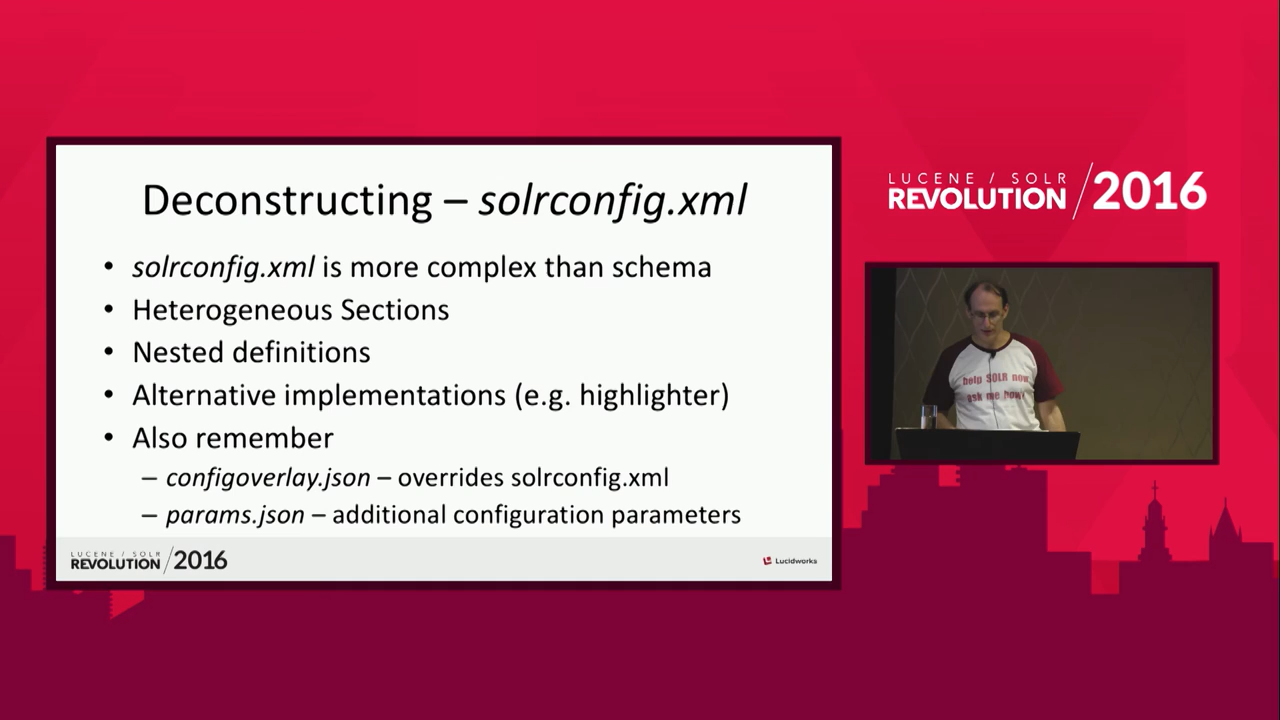 Deconstructing – solrconfig.xml
• solrconfig.xml is more complex than schema
• Heterogeneous Sections
• Nested definitions
• Alternative implementations (e.g. highlighter)
• Also remember
– configoverlay.json – overrides solrconfig.xml
– params.json – additional configuration parameters
LUCENE / SOLR
REVOLUTION / 2016
Lucidworks
LUCENE / SOLR
REVOLUTION / 2016
help SOLR now
ask me how